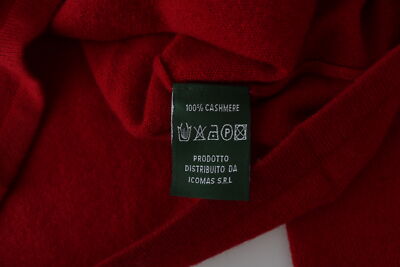 100% CASHMERE
P
PRODOTTO
DISTRIBUITO DA
ICOMAS S.R.L